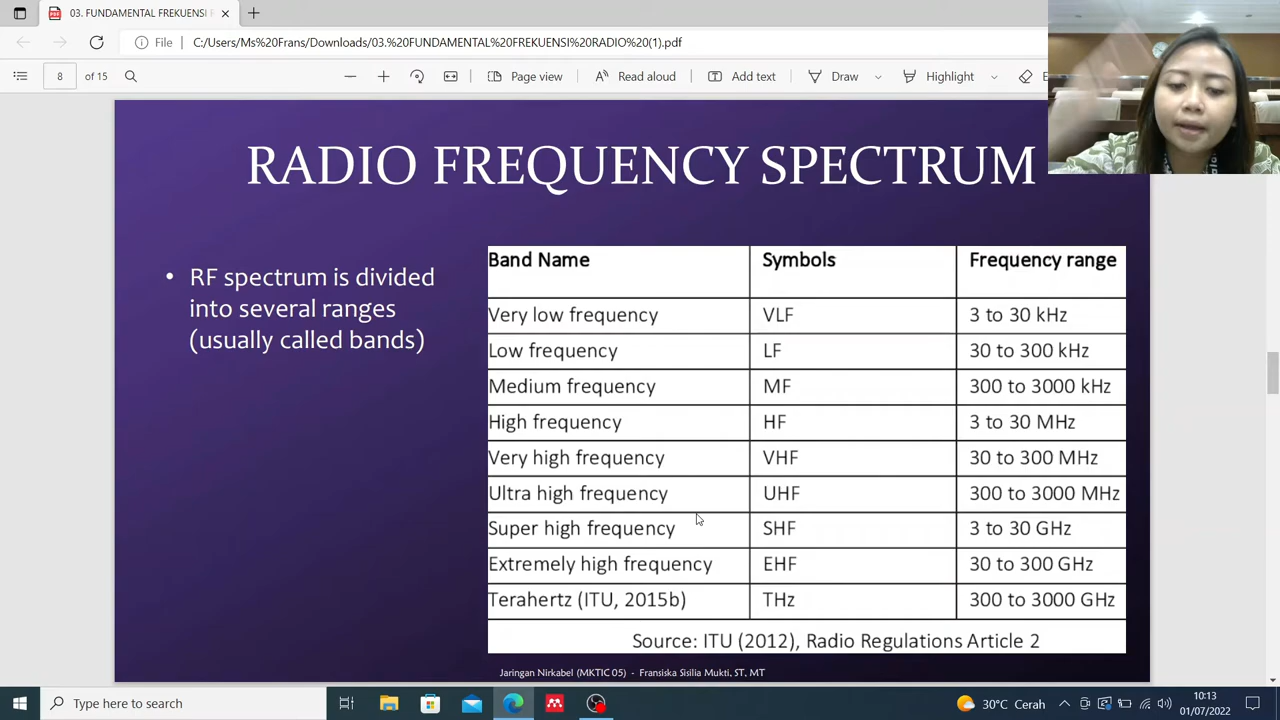 03. FUNDAMENTAL FREKUENSI
File
C:/Users/Ms%20Frans/Downloads/03.%20FUNDAMENTAL%20FREKUENSI%20RADIO%20(1).pdf
8 of 15
Page view
Read aloud
Add text
Draw
Highlight
RADIO FREQUENCY SPECTRUM
• RF spectrum is divided
into several ranges
(usually called bands)
Band Name Symbols Frequency range
Very low frequency VLF 3 to 30 kHz
Low frequency LF 30 to 300 kHz
Medium frequency MF 300 to 3000 kHz
High frequency HF 3 to 30 MHz
Very high frequency VHF 30 to 300 MHz
Ultra high frequency UHF 300 to 3000 MHz
Super high frequency SHF 3 to 30 GHz
Extremely high frequency EHF 30 to 300 GHz
Terahertz (ITU, 2015b) THz 300 to 3000 GHz
Source: ITU (2012), Radio Regulations Article 2
Jaringan Nirkabel (MKTIC 05) - Fransiska Sisilia Mukti, ST, MT
Type here to search
30°C Cerah
10:13
01/07/2022